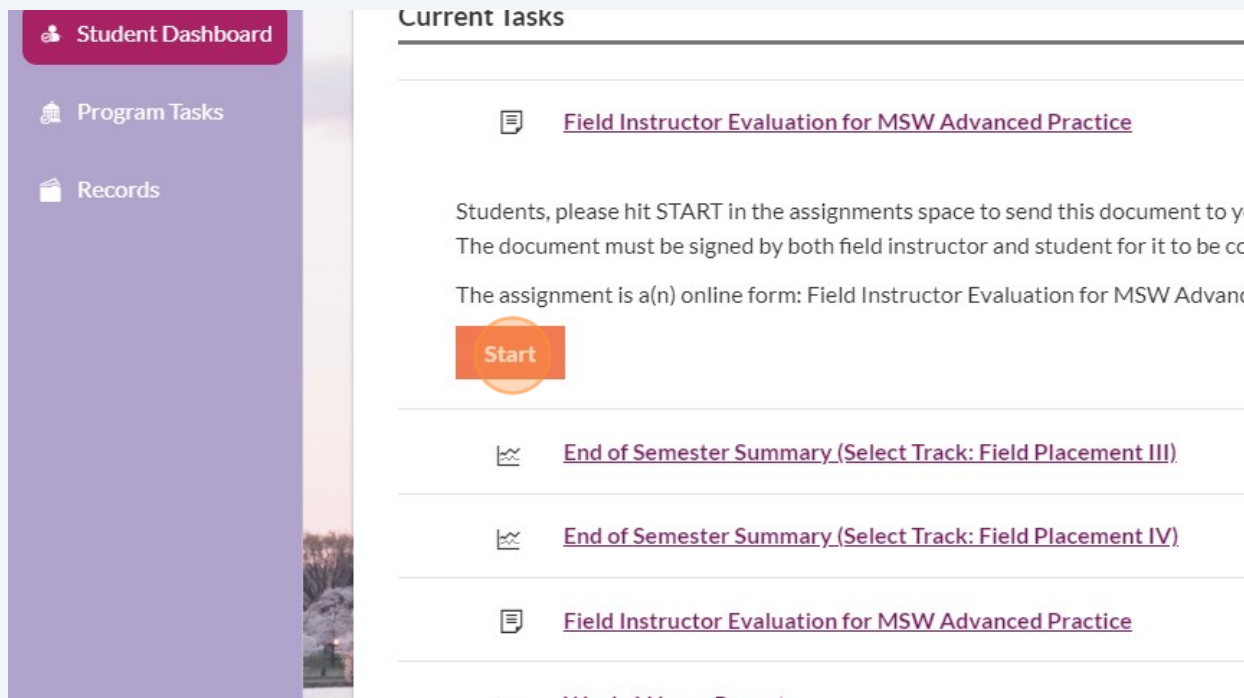 Student Dashboard
Program Tasks
Records
Current Tasks
Field Instructor Evaluation for MSW Advanced Practice
Students, please hit START in the assignments space to send this document to
The document must be signed by both field instructor and student for it to be
The assignment is a(n) online form: Field Instructor Evaluation for MSW
Start
End of Semester Summary (Select Track: Field Placement III)
End of Semester Summary (Select Track: Field Placement IV)
Field Instructor Evaluation for MSW Advanced Practice